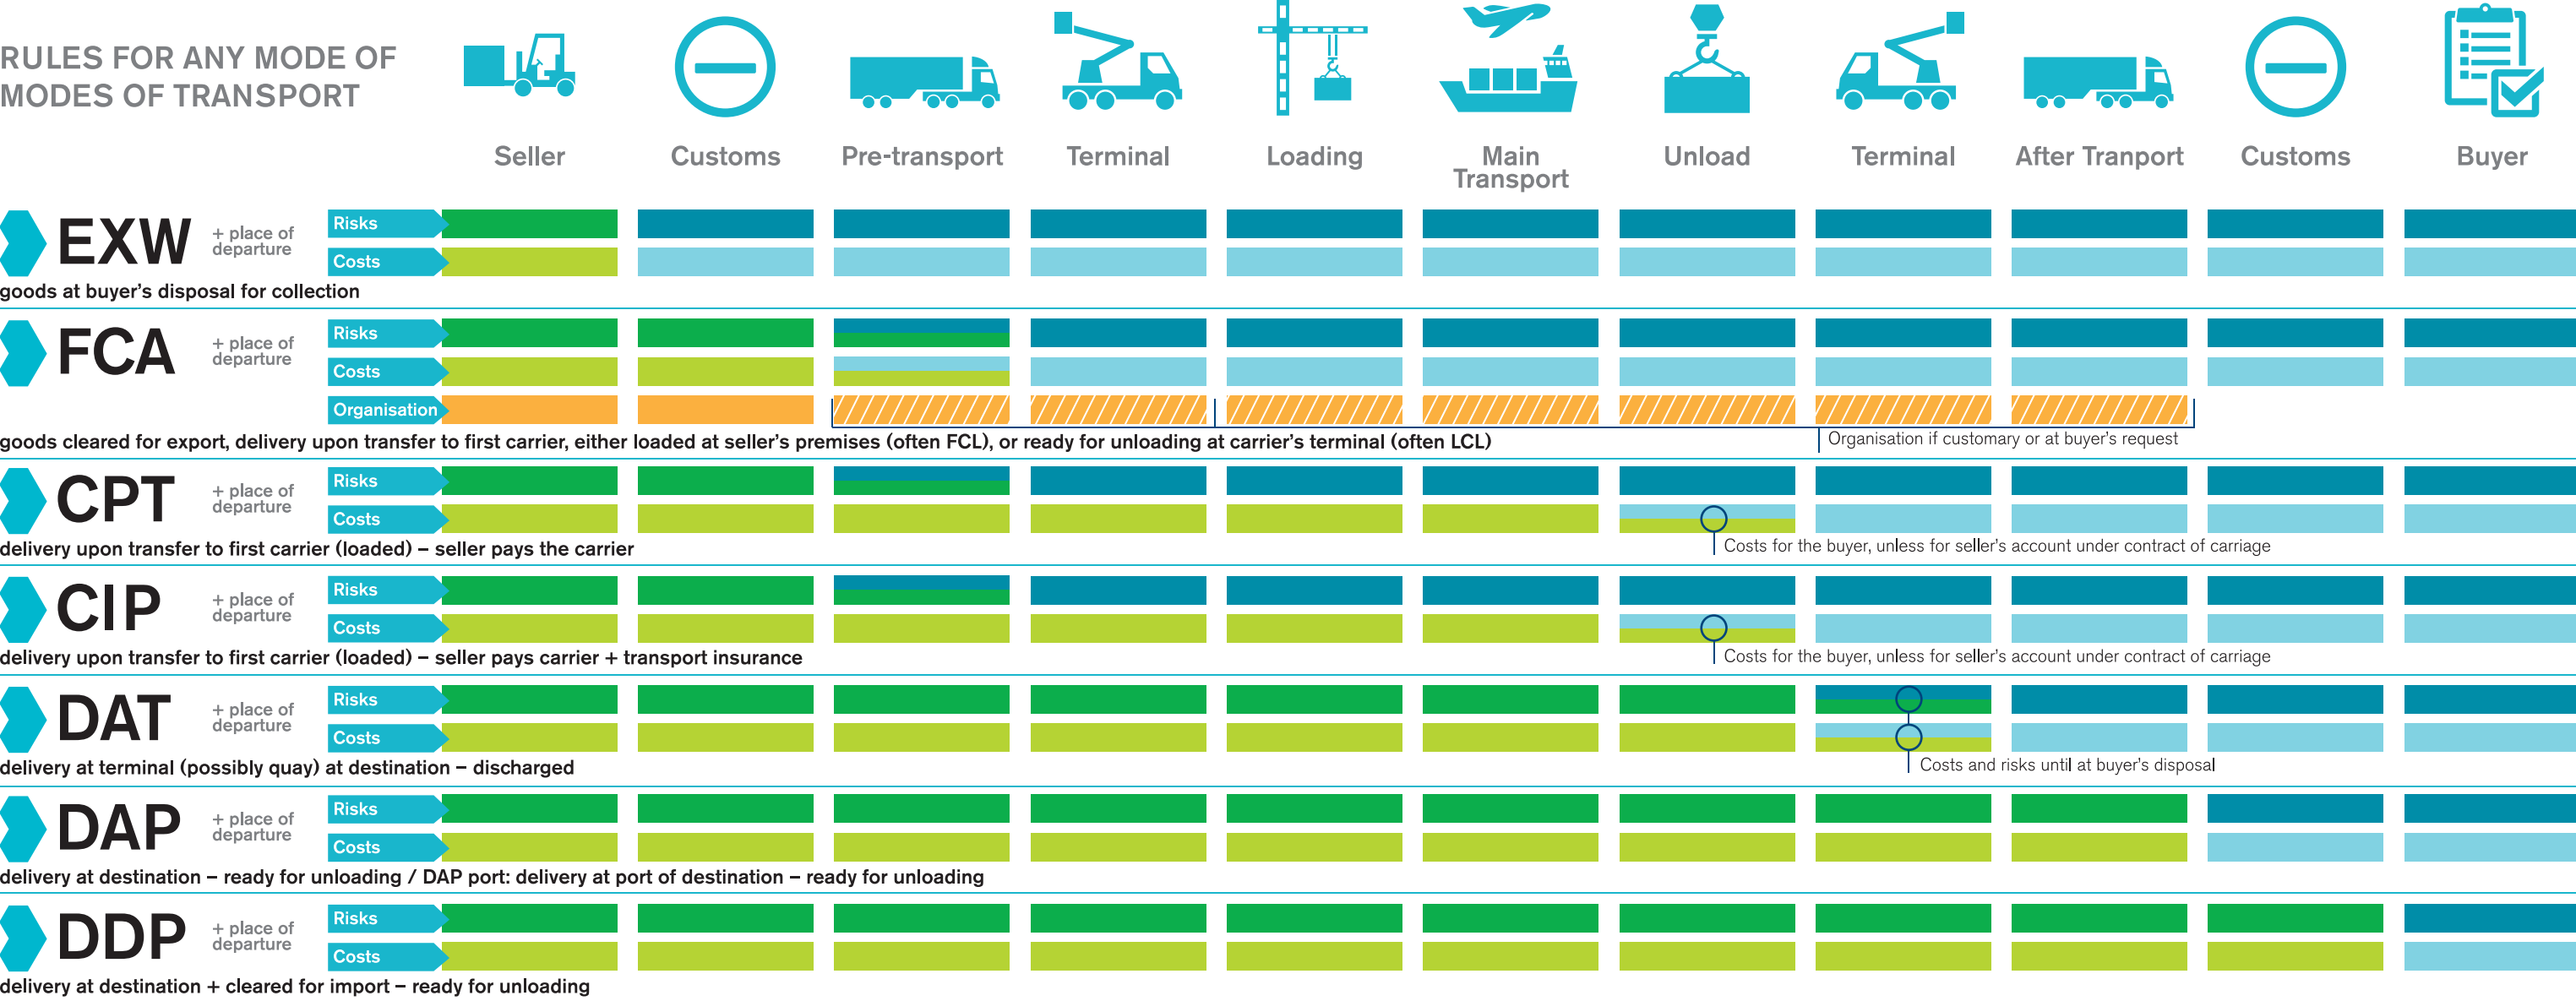 RULES FOR ANY MODE OF
MODES OF TRANSPORT
Seller
Customs
Pre-transport
Terminal
Loading
Main
Transport
Unload
Terminal
After Tranport
Customs
Buyer
EXW
+ place of
departure
Risks
Costs
goods at buyer's disposal for collection
FCA
+ place of
departure
Risks
Costs
Organisation
goods cleared for export, delivery upon transfer to first carrier, either loaded at seller's premises (often FCL), or ready for unloading at carrier's terminal (often LCL)
Organisation if customary or at buyer's request
CPT
+ place of
departure
Risks
Costs
delivery upon transfer to first carrier (loaded) – seller pays the carrier
Costs for the buyer, unless for seller's account under contract of carriage
CIP
+ place of
departure
Risks
Costs
delivery upon transfer to first carrier (loaded) – seller pays carrier + transport insurance
Costs for the buyer, unless for seller's account under contract of carriage
DAT
+ place of
departure
Risks
Costs
delivery at terminal (possibly quay) at destination – discharged
Costs and risks until at buyer's disposal
DAP
+ place of
departure
Risks
Costs
delivery at destination – ready for unloading / DAP port: delivery at port of destination – ready for unloading
DDP
+ place of
departure
Risks
Costs
delivery at destination + cleared for import – ready for unloading